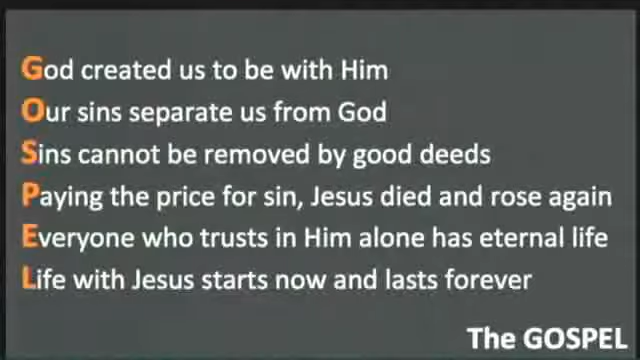 God created us to be with Him
Our sins separate us from God
Sins cannot be removed by good deeds
Paying the price for sin, Jesus died and rose again
Everyone who trusts in Him alone has eternal life
Life with Jesus starts now and lasts forever
The GOSPEL